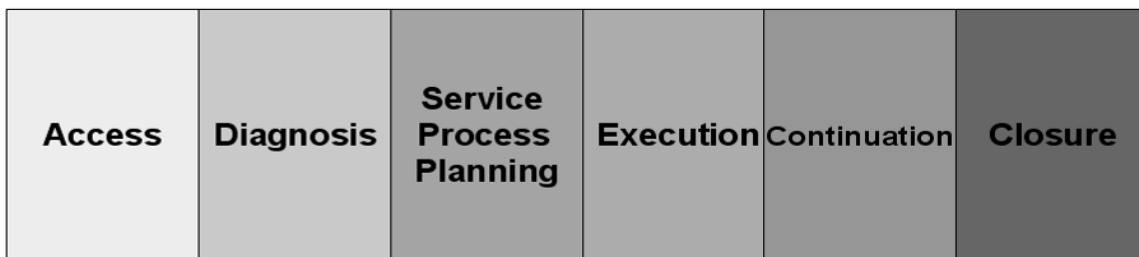 Access
Diagnosis
Service
Process
Planning
Execution
Continuation
Closure